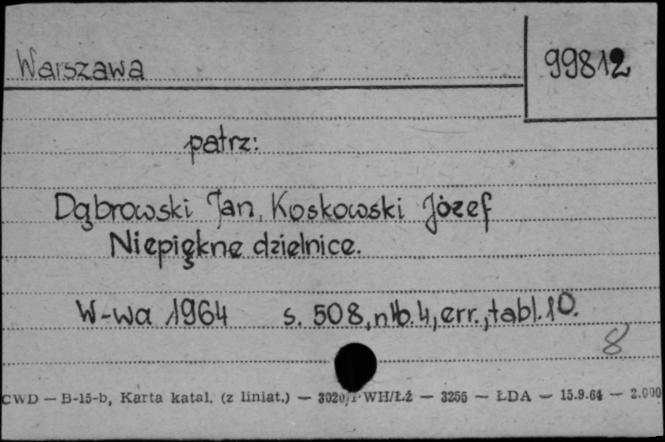 Warszawa
99812
patrz:
Dąbrowski Jan, Koskowski Józef
Niepiękne dzielnice.
W-wa 1964 s. 508, nlb. 4, err., tabl. 10.
8
CWD — B-15-b, Karta katal. (z liniat.) — 3020/ WH/ŁŻ — 3255 — ŁDA — 15.9.64 — 2.000